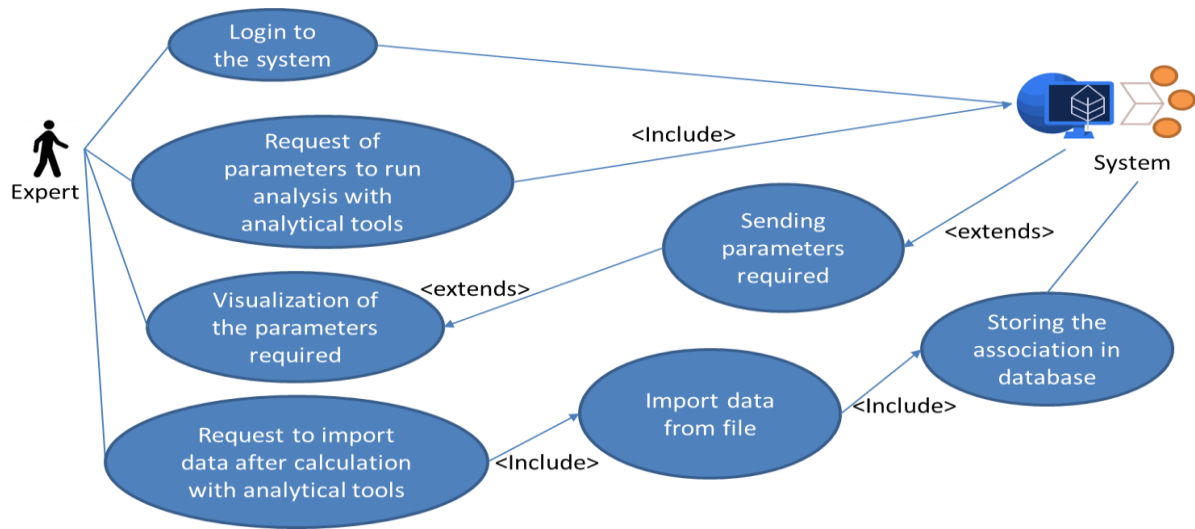 Login to
the system
Expert
Request of
parameters to run
analysis with
analytical tools
<Include>
System
Sending
parameters
required
<extends>
Visualization of
the parameters
required
<extends>
Storing the
association in
database
Request to import
data after calculation
with analytical tools
<Include>
Import data
from file
<Include>